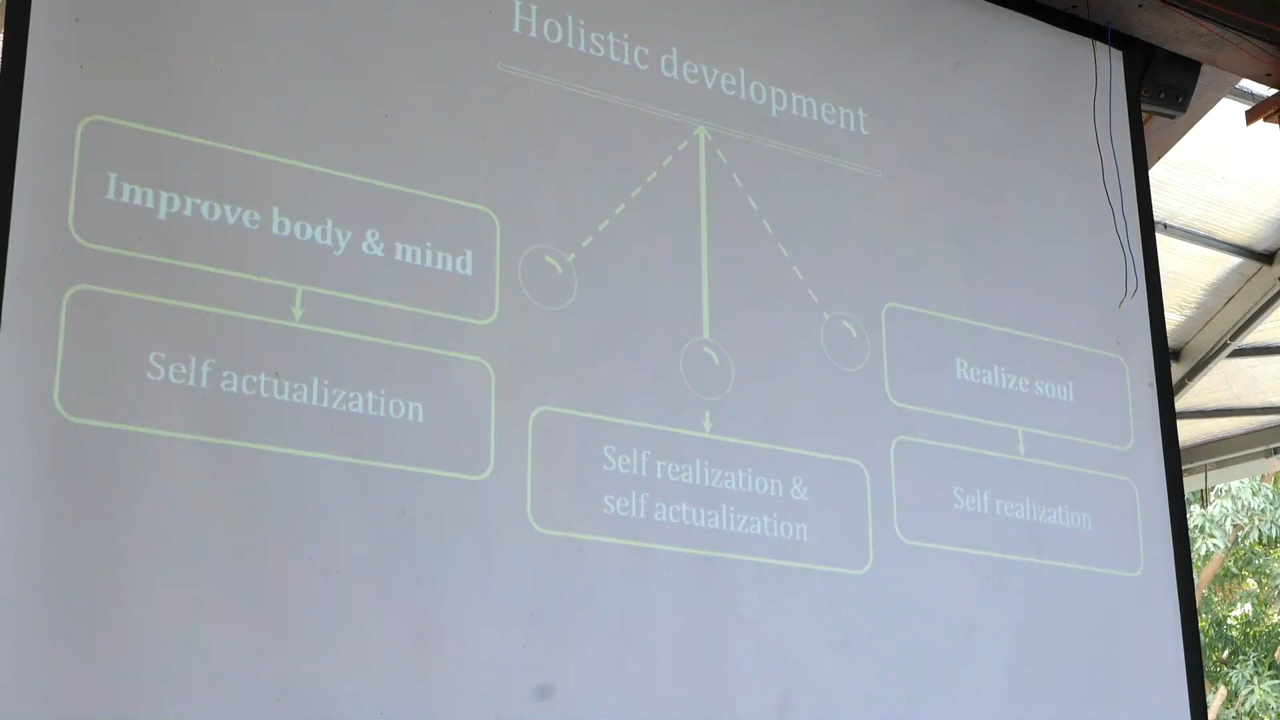 Holistic development
Improve body & mind
Self actualization
Self realization &
self actualization
Realize soul
Self realization